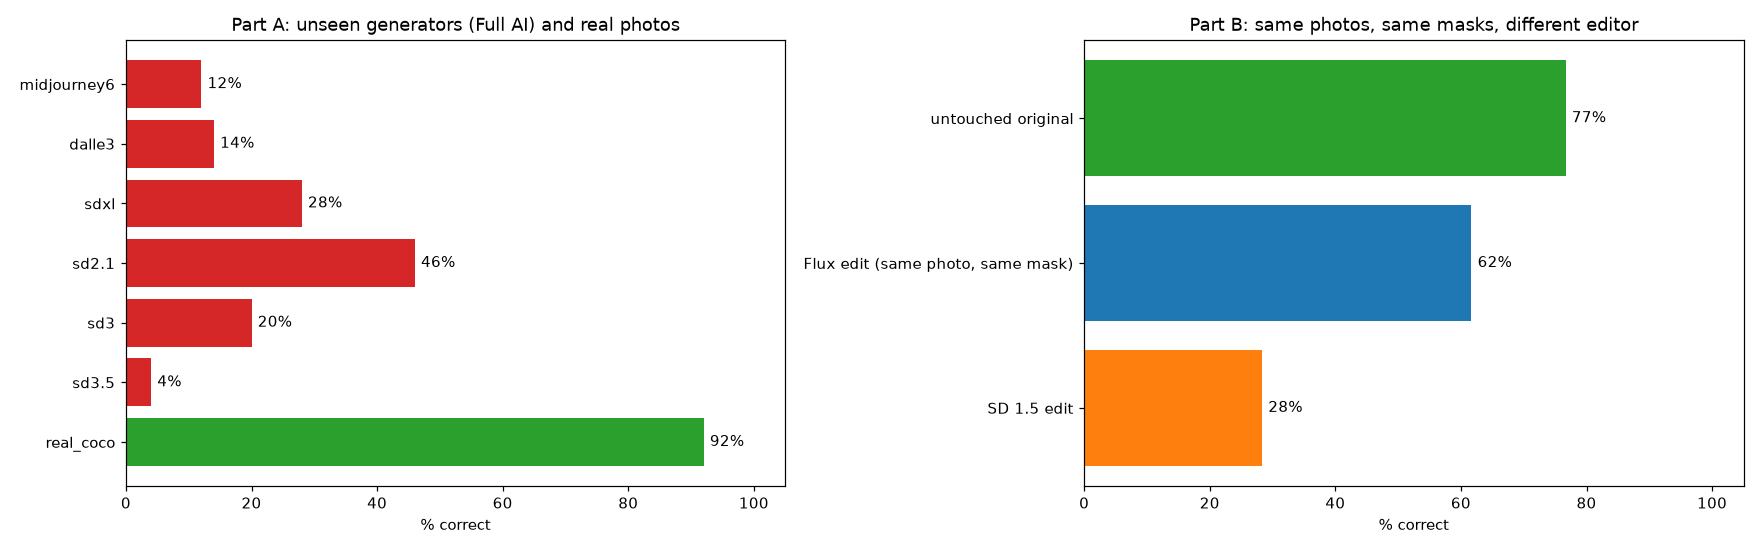 Part A: unseen generators (Full AI) and real photos
midjourney6
12%
dalle3
14%
sdxl
28%
sd2.1
46%
sd3
20%
sd3.5
4%
real_coco
92%
0 20 40 60 80 100
% correct
Part B: same photos, same masks, different editor
untouched original
77%
Flux edit (same photo, same mask)
62%
SD 1.5 edit
28%
0 20 40 60 80 100
% correct